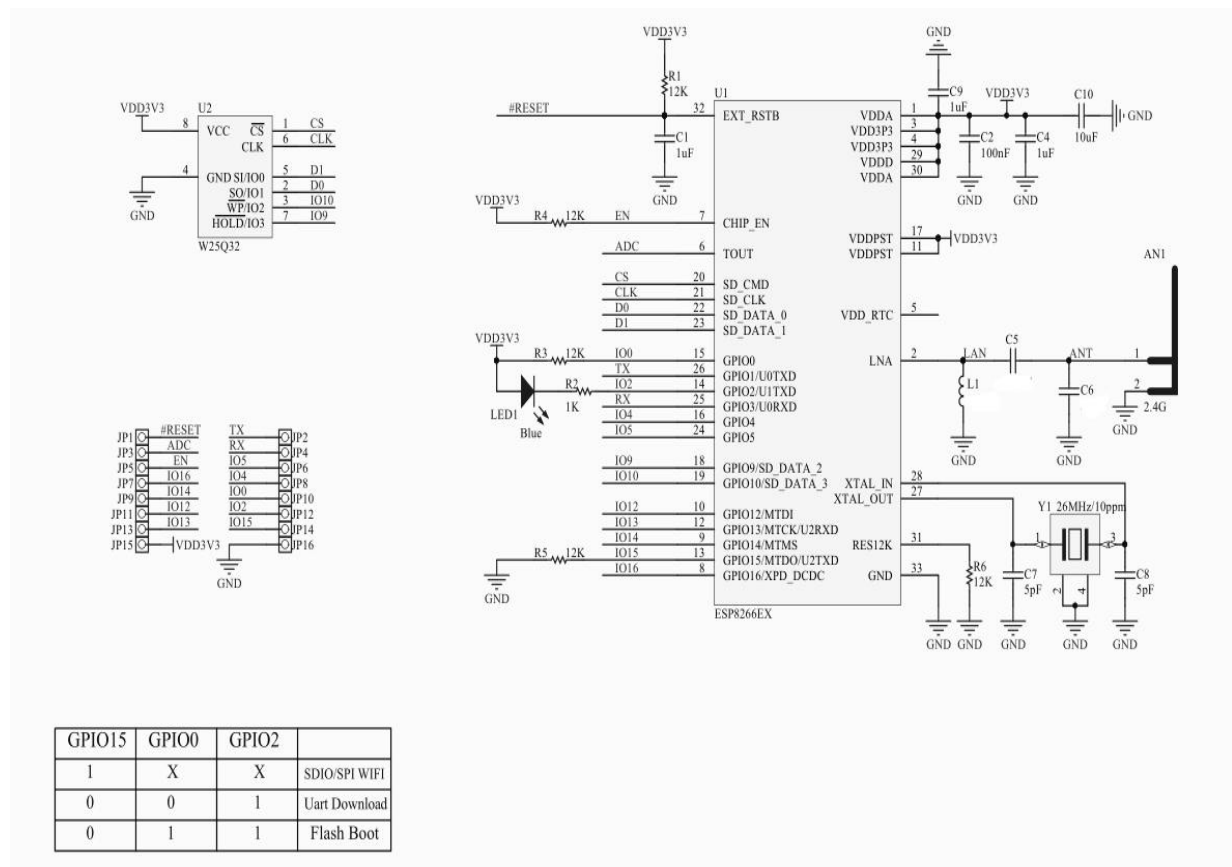 U2
VDD3V3
8 VCC CS 1 CS
CLK 6 CLK
4 GND SI/IO0 5 D1
SO/IO1 2 D0
WP/IO2 3 IO10
HOLD/IO3 7 IO9
GND
W25Q32
JP1 #RESET TX JP2
JP3 ADC RX JP4
JP5 EN IO5 JP6
JP7 IO16 IO4 JP8
JP9 IO14 IO0 JP10
JP11 IO12 IO2 JP12
JP13 IO13 IO15 JP14
JP15 VDD3V3 JP16
GND
VDD3V3
R1
12K
#RESET
C1
1uF
GND
VDD3V3
R4 12K EN
ADC
CS
CLK
D0
D1
VDD3V3
R3 12K IO0
TX
R2 IO2
1K
LED1
Blue
RX
IO4
IO5
IO9
IO10
IO12
IO13
IO14
R5 12K IO15
IO16
GND
U1
32 EXT_RSTB
7 CHIP_EN
6 TOUT
20 SD_CMD
21 SD_CLK
22 SD_DATA_0
23 SD_DATA_1
15 GPIO0
26 GPIO1/U0TXD
14 GPIO2/U1TXD
25 GPIO3/U0RXD
16 GPIO4
24 GPIO5
18 GPIO9/SD_DATA_2
19 GPIO10/SD_DATA_3
10 GPIO12/MTDI
12 GPIO13/MTCK/U2RXD
9 GPIO14/MTMS
13 GPIO15/MTDO/U2TXD
8 GPIO16/XPD_DCDC
ESP8266EX
VDDA 1
VDD3P3 3
VDD3P3 4
VDDD 29
VDDA 30
VDDPST 17
VDDPST 11
VDD_RTC 5
LNA 2
XTAL_IN 28
XTAL_OUT 27
RES12K 31
GND 33
GND
C9
1uF
VDD3V3
C10
10uF
GND
C2
100nF
C4
1uF
GND GND
VDD3V3
AN1
LAN C5 ANT 1
L1
C6
2
2.4G
GND
GND GND
Y1 26MHz/10ppm
1 3
2 4
R6
12K
C7
5pF
C8
5pF
GND GND GND GND GND
GPIO15 GPIO0 GPIO2
1 X X SDIO/SPI WIFI
0 0 1 Uart Download
0 1 1 Flash Boot